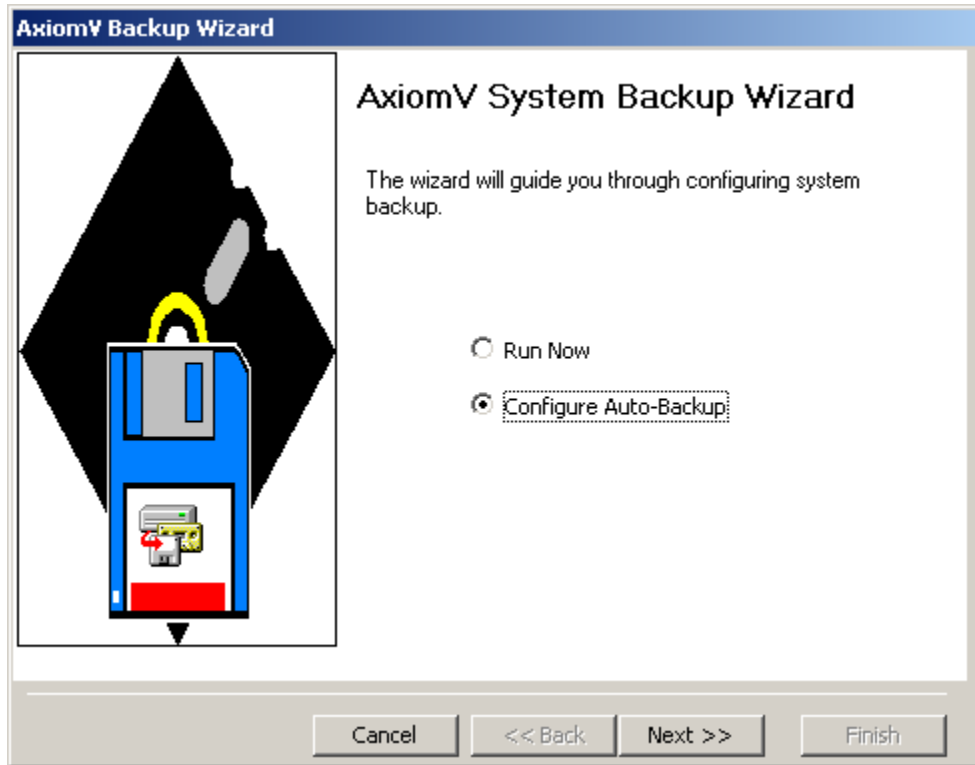 AxiomV Backup Wizard
AxiomV System Backup Wizard
The wizard will guide you through configuring system
backup.
Run Now
Configure Auto-Backup
Cancel
<< Back
Next >>
Finish